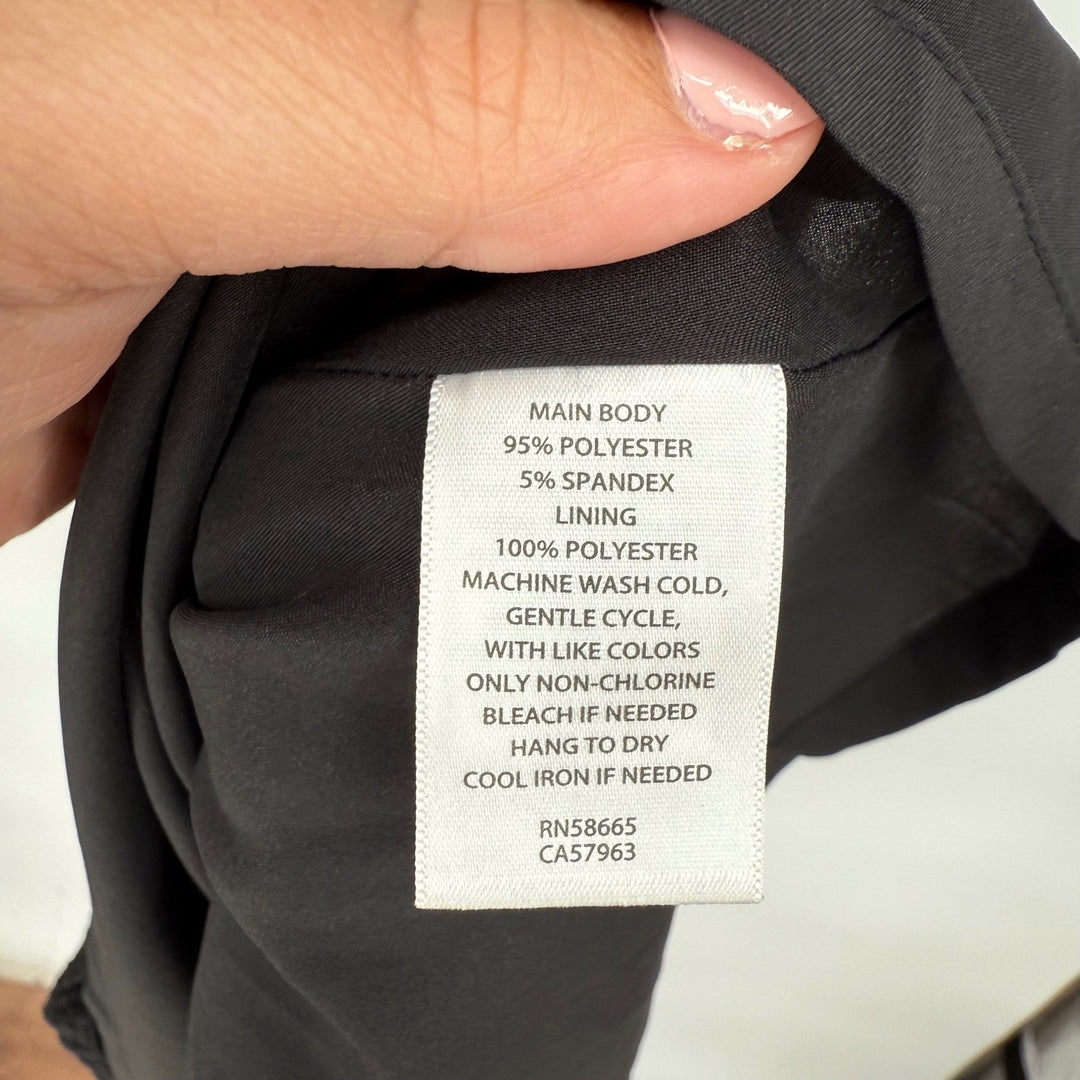 MAIN BODY
95% POLYESTER
5% SPANDEX
LINING
100% POLYESTER
MACHINE WASH COLD,
GENTLE CYCLE,
WITH LIKE COLORS
ONLY NON-CHLORINE
BLEACH IF NEEDED
HANG TO DRY
COOL IRON IF NEEDED
RN58665
CA57963